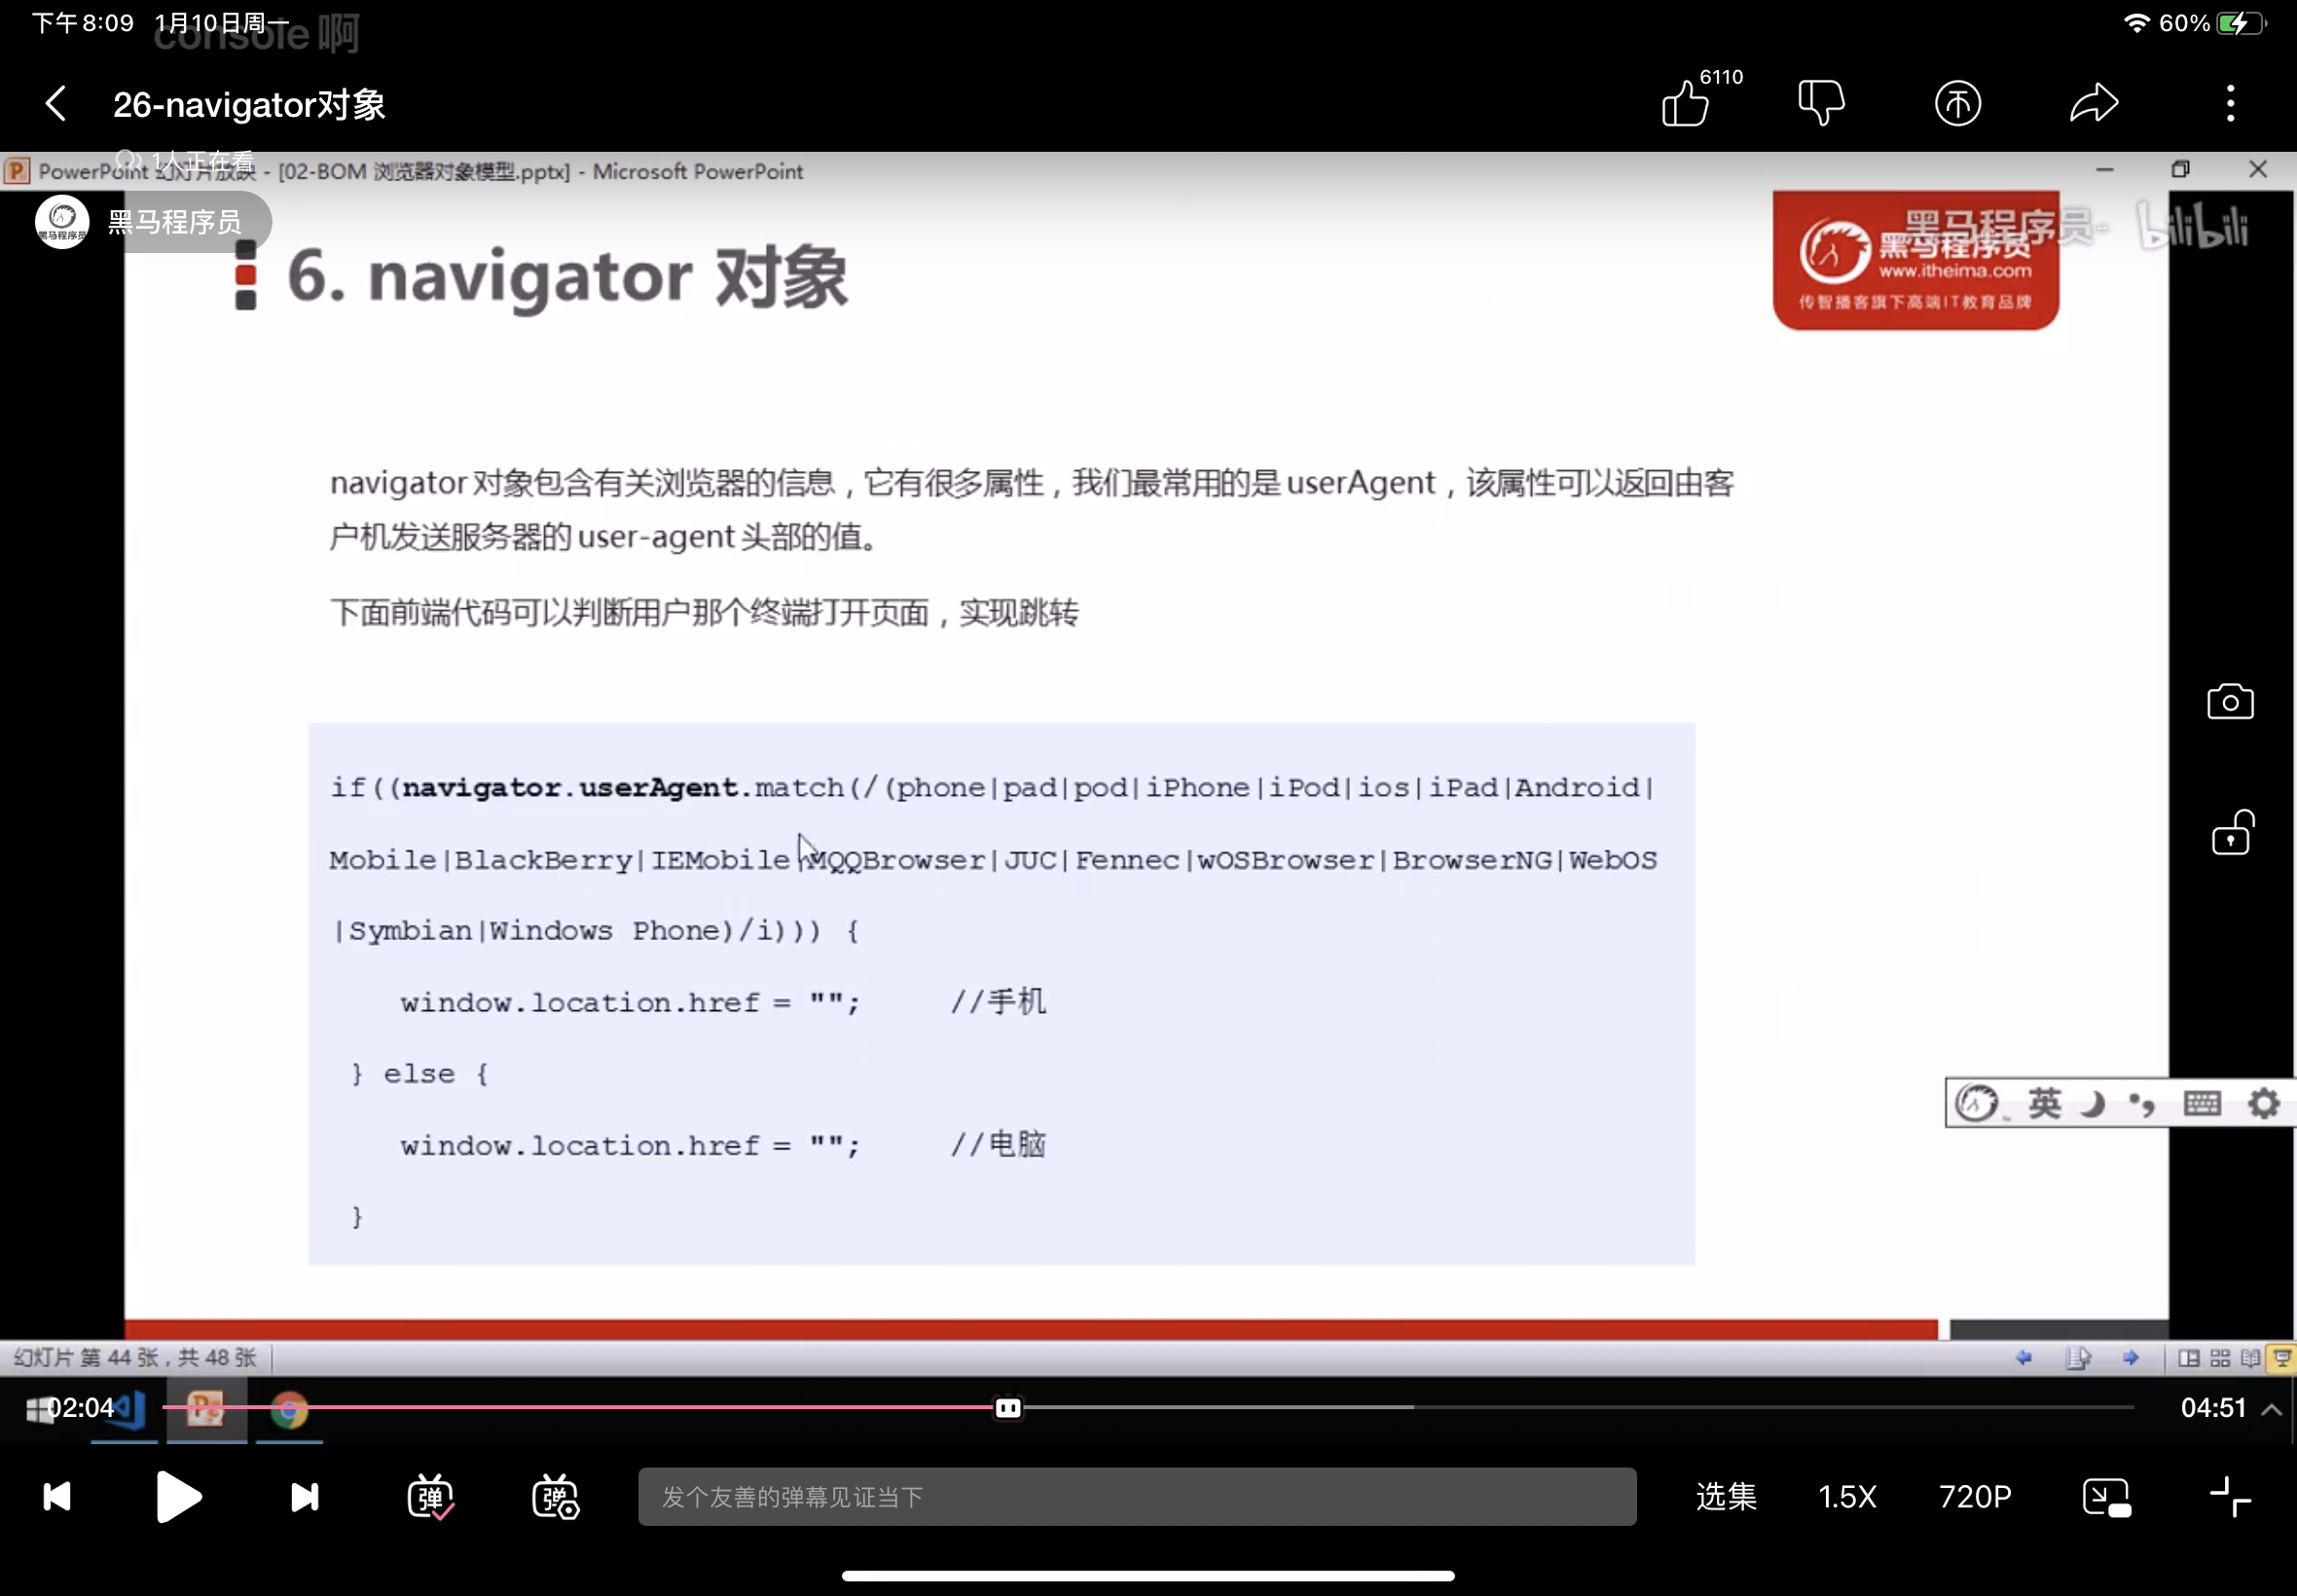 下午8:09 1月10日周一
console 啊
60%
26-navigator对象
6110
1人正在看
PowerPoint 幻灯片放映 - [02-BOM 浏览器对象模型.pptx] - Microsoft PowerPoint
黑马程序员
黑马程序员
黑马程序员- bilibili
黑马程序员
www.itheima.com
传智播客旗下高端IT教育品牌
6. navigator 对象
navigator 对象包含有关浏览器的信息，它有很多属性，我们最常用的是 userAgent，该属性可以返回由客
户机发送服务器的 user-agent 头部的值。
下面前端代码可以判断用户那个终端打开页面，实现跳转
if((navigator.userAgent.match(/(phone|pad|pod|iPhone|iPod|ios|iPad|Android|
Mobile|BlackBerry|IEMobile|MQQBrowser|JUC|Fennec|wOSBrowser|BrowserNG|WebOS
|Symbian|Windows Phone)/i))) {
window.location.href = ""; //手机
} else {
window.location.href = ""; //电脑
}
英
幻灯片 第 44 张，共 48 张
02:04
04:51
弹
弹
发个友善的弹幕见证当下
选集
1.5X
720P